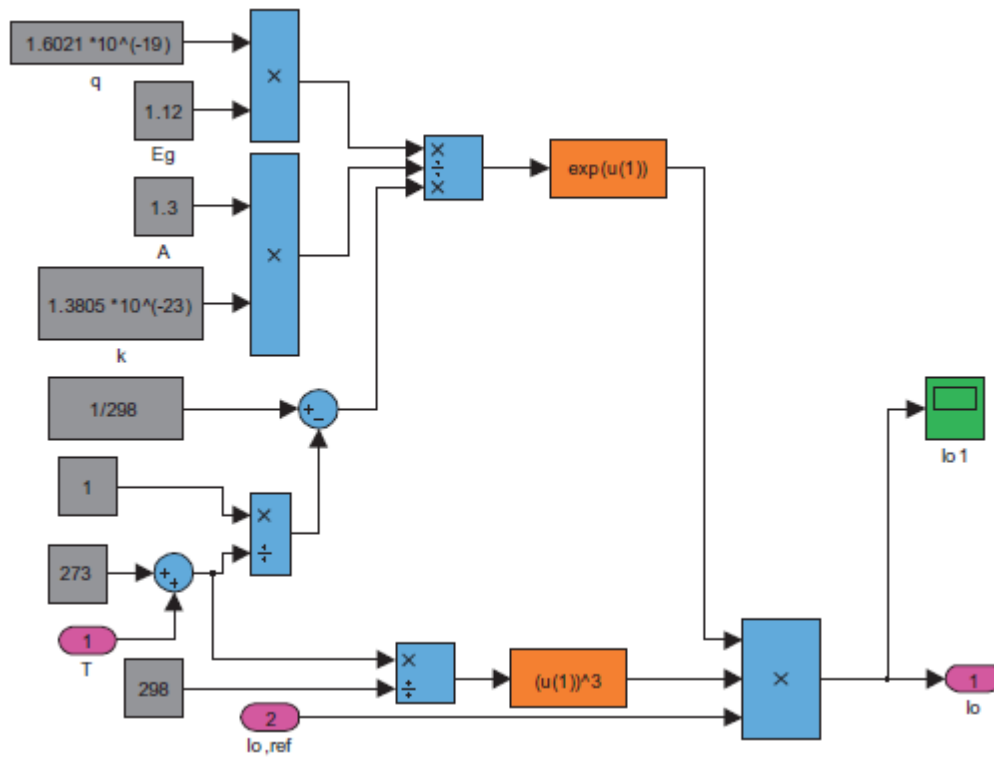 1.6021 *10^(-19)
q
×
1.12
Eg
×
÷
×
exp(u(1))
1.3
A
×
1.3805 *10^(-23)
k
1/298
+
−
Io 1
1
×
÷
273
+
+
1
T
298
×
÷
(u(1))^3
×
1
Io
2
Io,ref